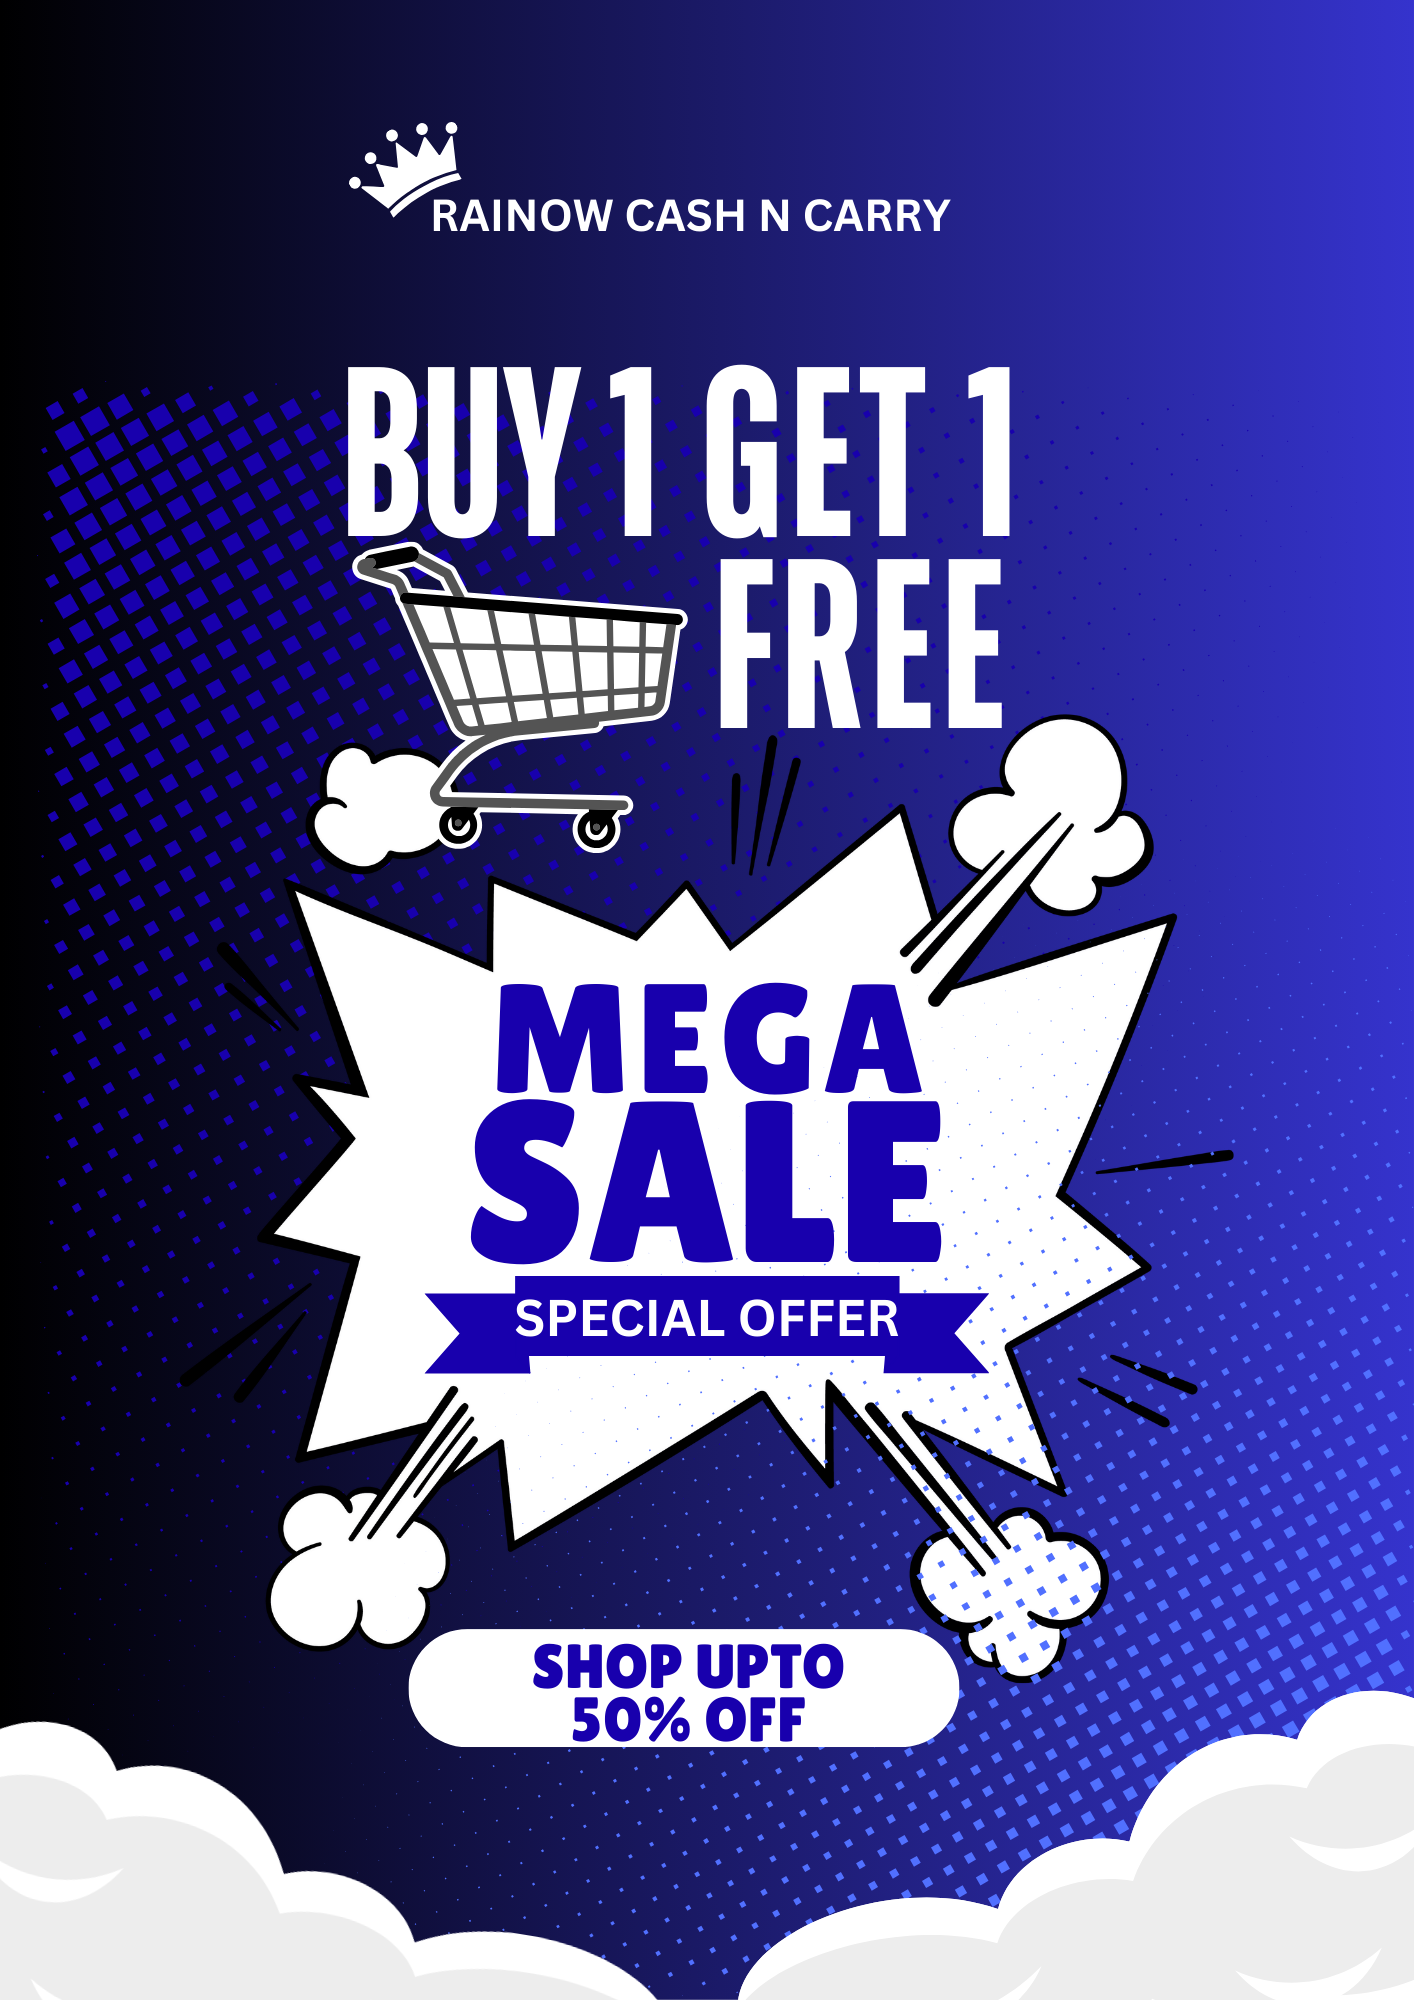 RAINOW CASH N CARRY
BUY 1 GET 1
FREE
MEGA
SALE
SPECIAL OFFER
SHOP UPTO
50% OFF